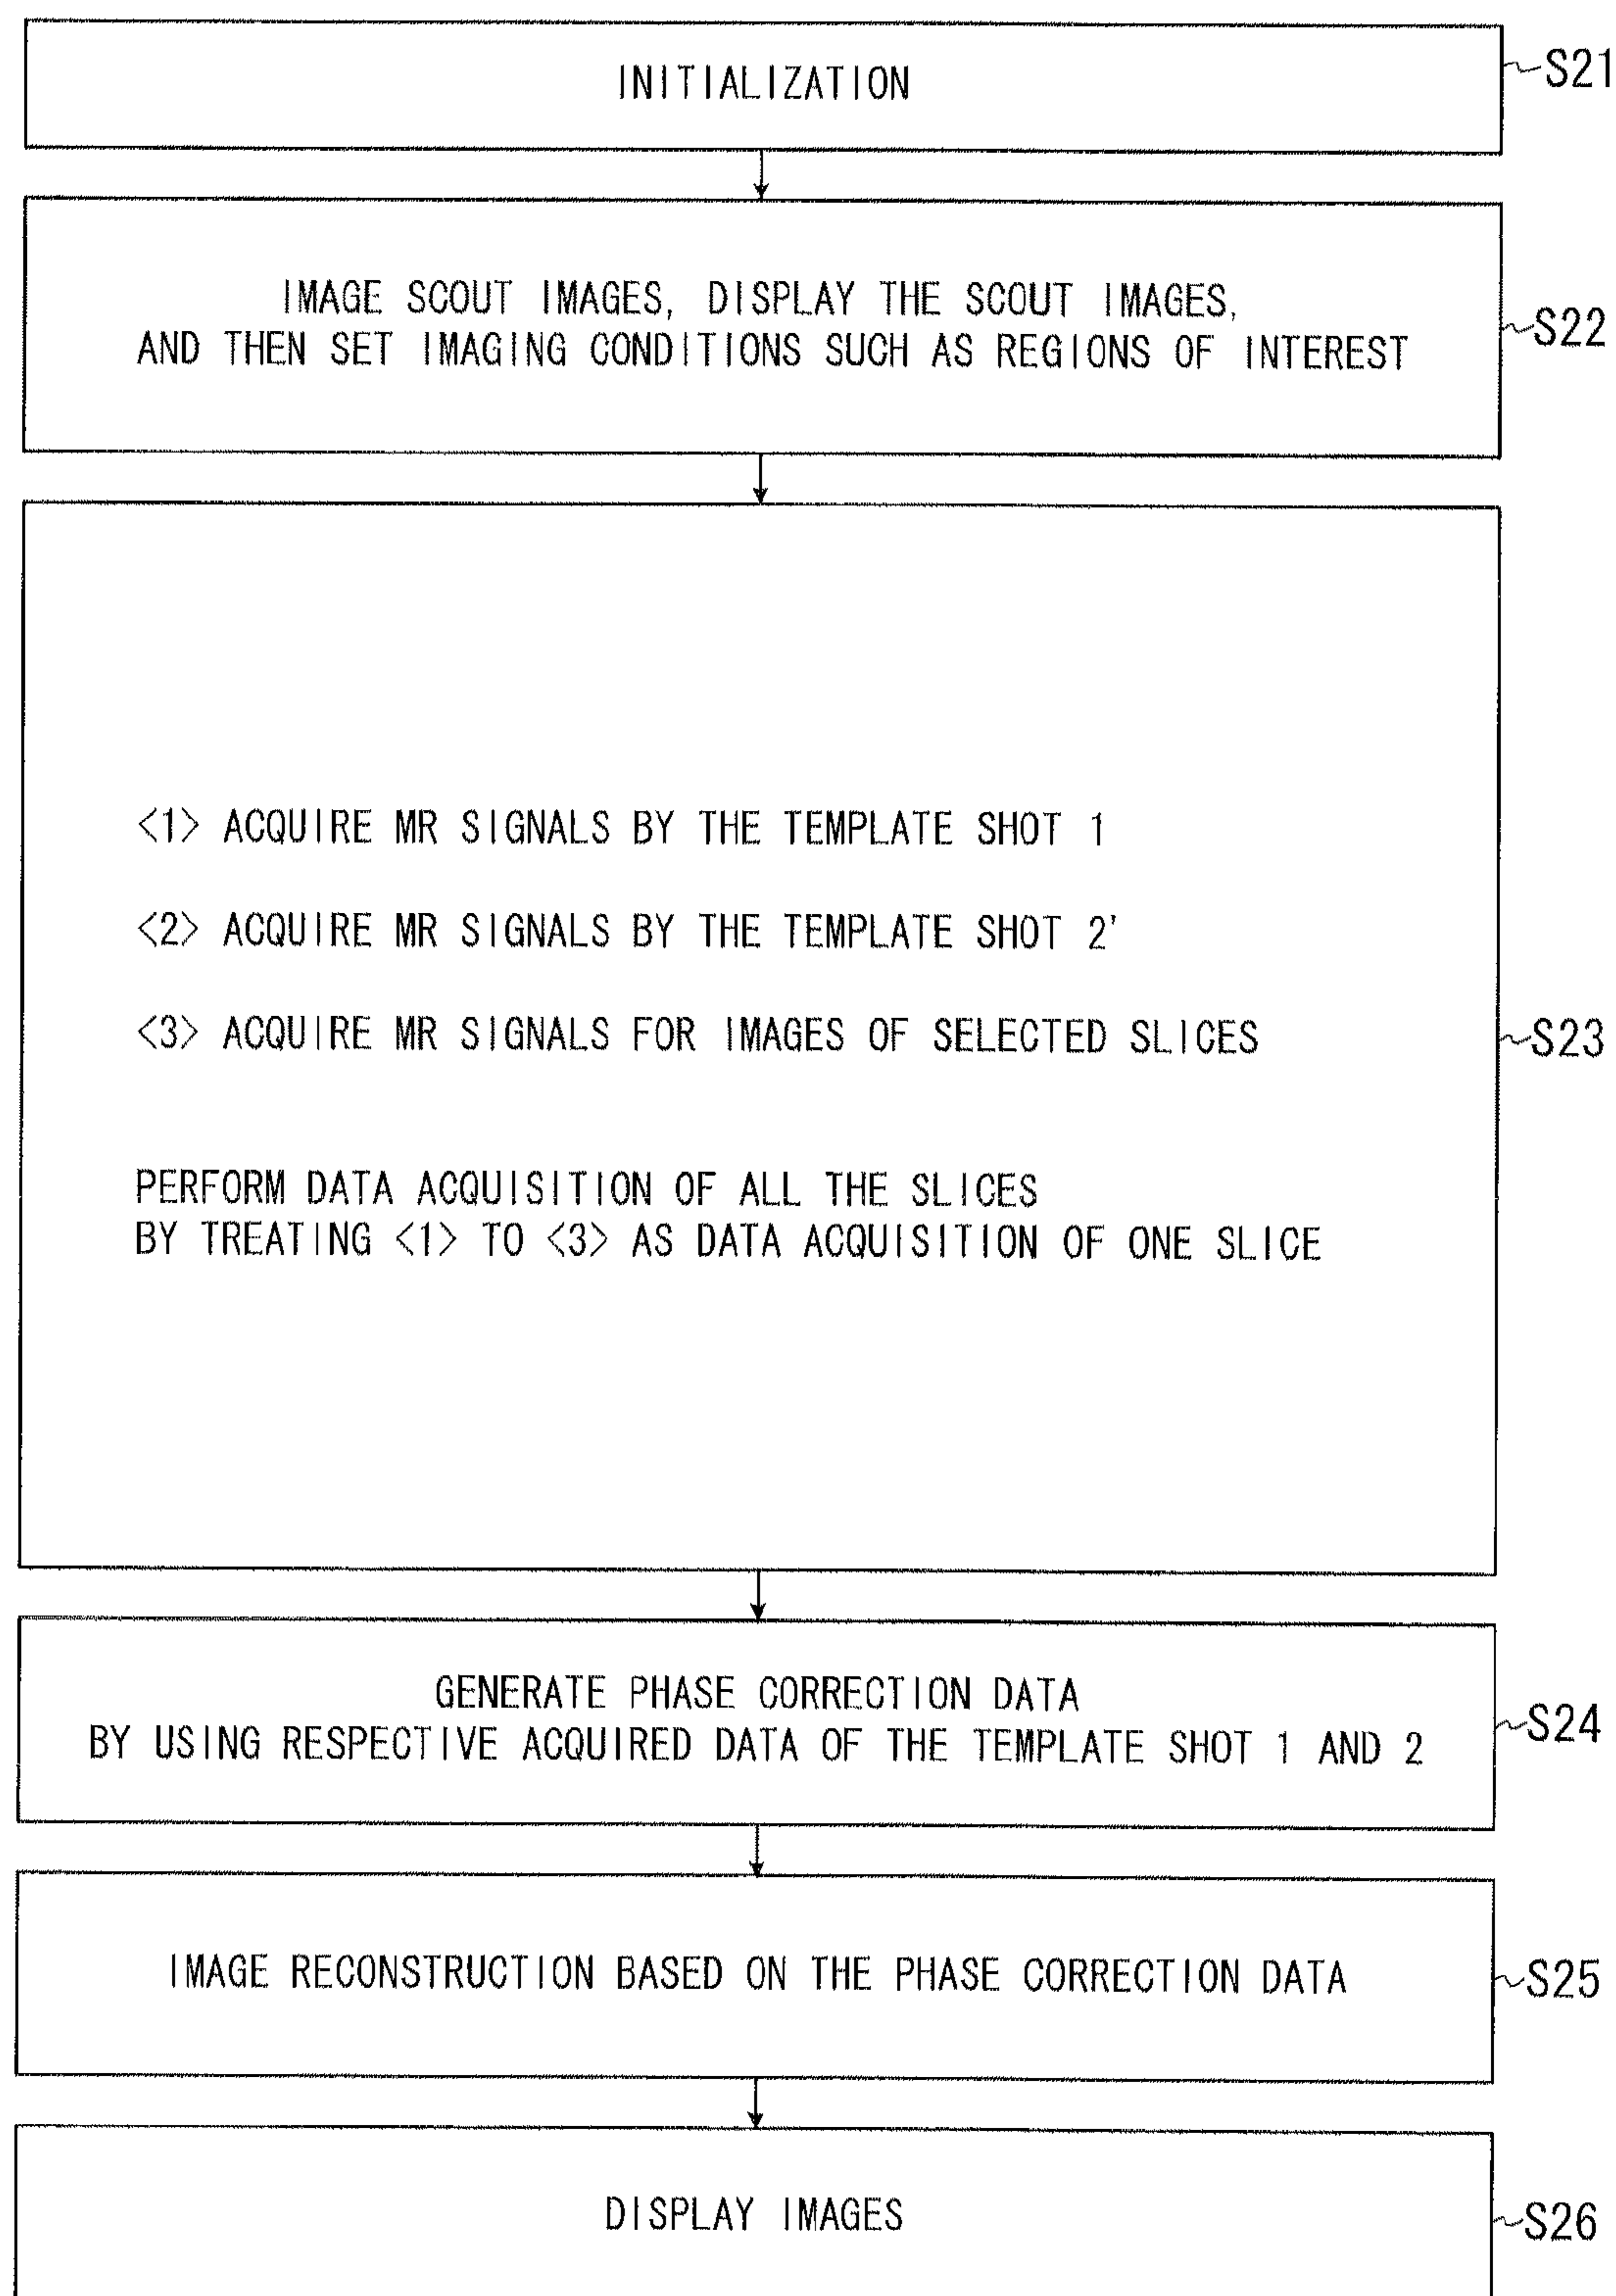 INITIALIZATION
S21
IMAGE SCOUT IMAGES, DISPLAY THE SCOUT IMAGES,
AND THEN SET IMAGING CONDITIONS SUCH AS REGIONS OF INTEREST
S22
<1> ACQUIRE MR SIGNALS BY THE TEMPLATE SHOT 1
<2> ACQUIRE MR SIGNALS BY THE TEMPLATE SHOT 2'
<3> ACQUIRE MR SIGNALS FOR IMAGES OF SELECTED SLICES
S23
PERFORM DATA ACQUISITION OF ALL THE SLICES
BY TREATING <1> TO <3> AS DATA ACQUISITION OF ONE SLICE
GENERATE PHASE CORRECTION DATA
BY USING RESPECTIVE ACQUIRED DATA OF THE TEMPLATE SHOT 1 AND 2
S24
IMAGE RECONSTRUCTION BASED ON THE PHASE CORRECTION DATA
S25
DISPLAY IMAGES
S26